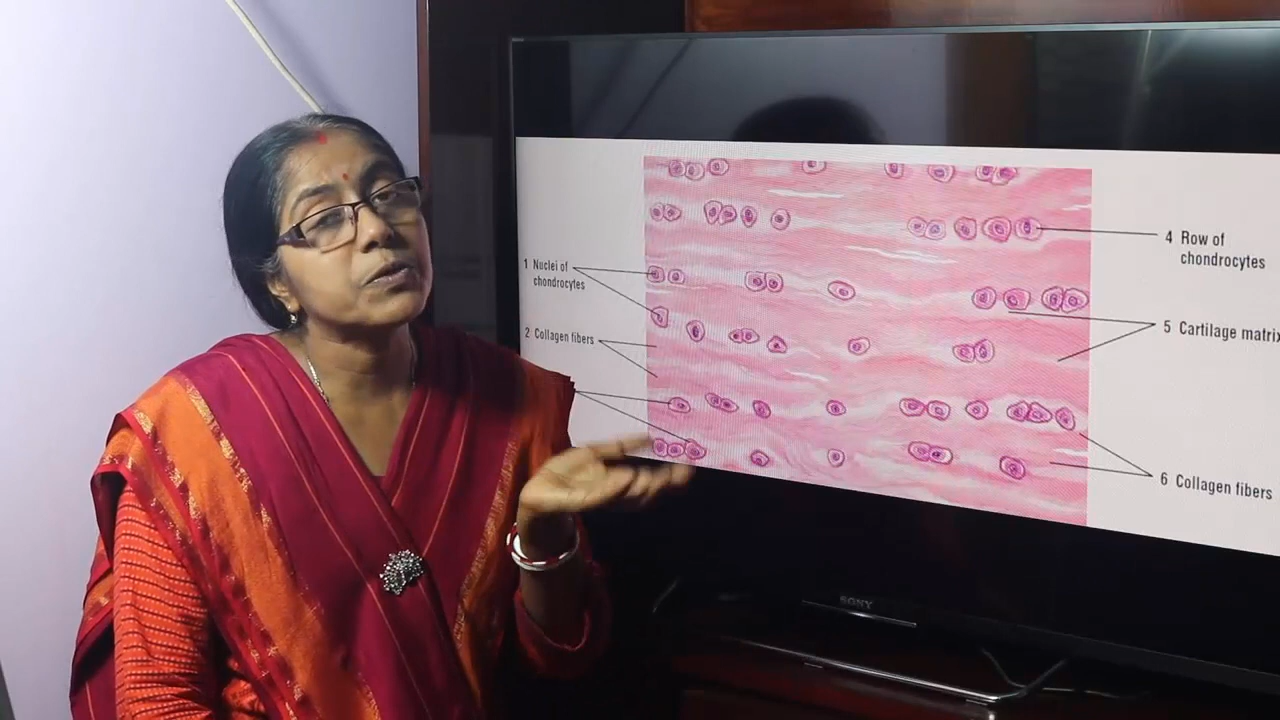 1 Nuclei of
chondrocytes
2 Collagen fibers
4 Row of
chondrocytes
5 Cartilage matrix
6 Collagen fibers
SONY